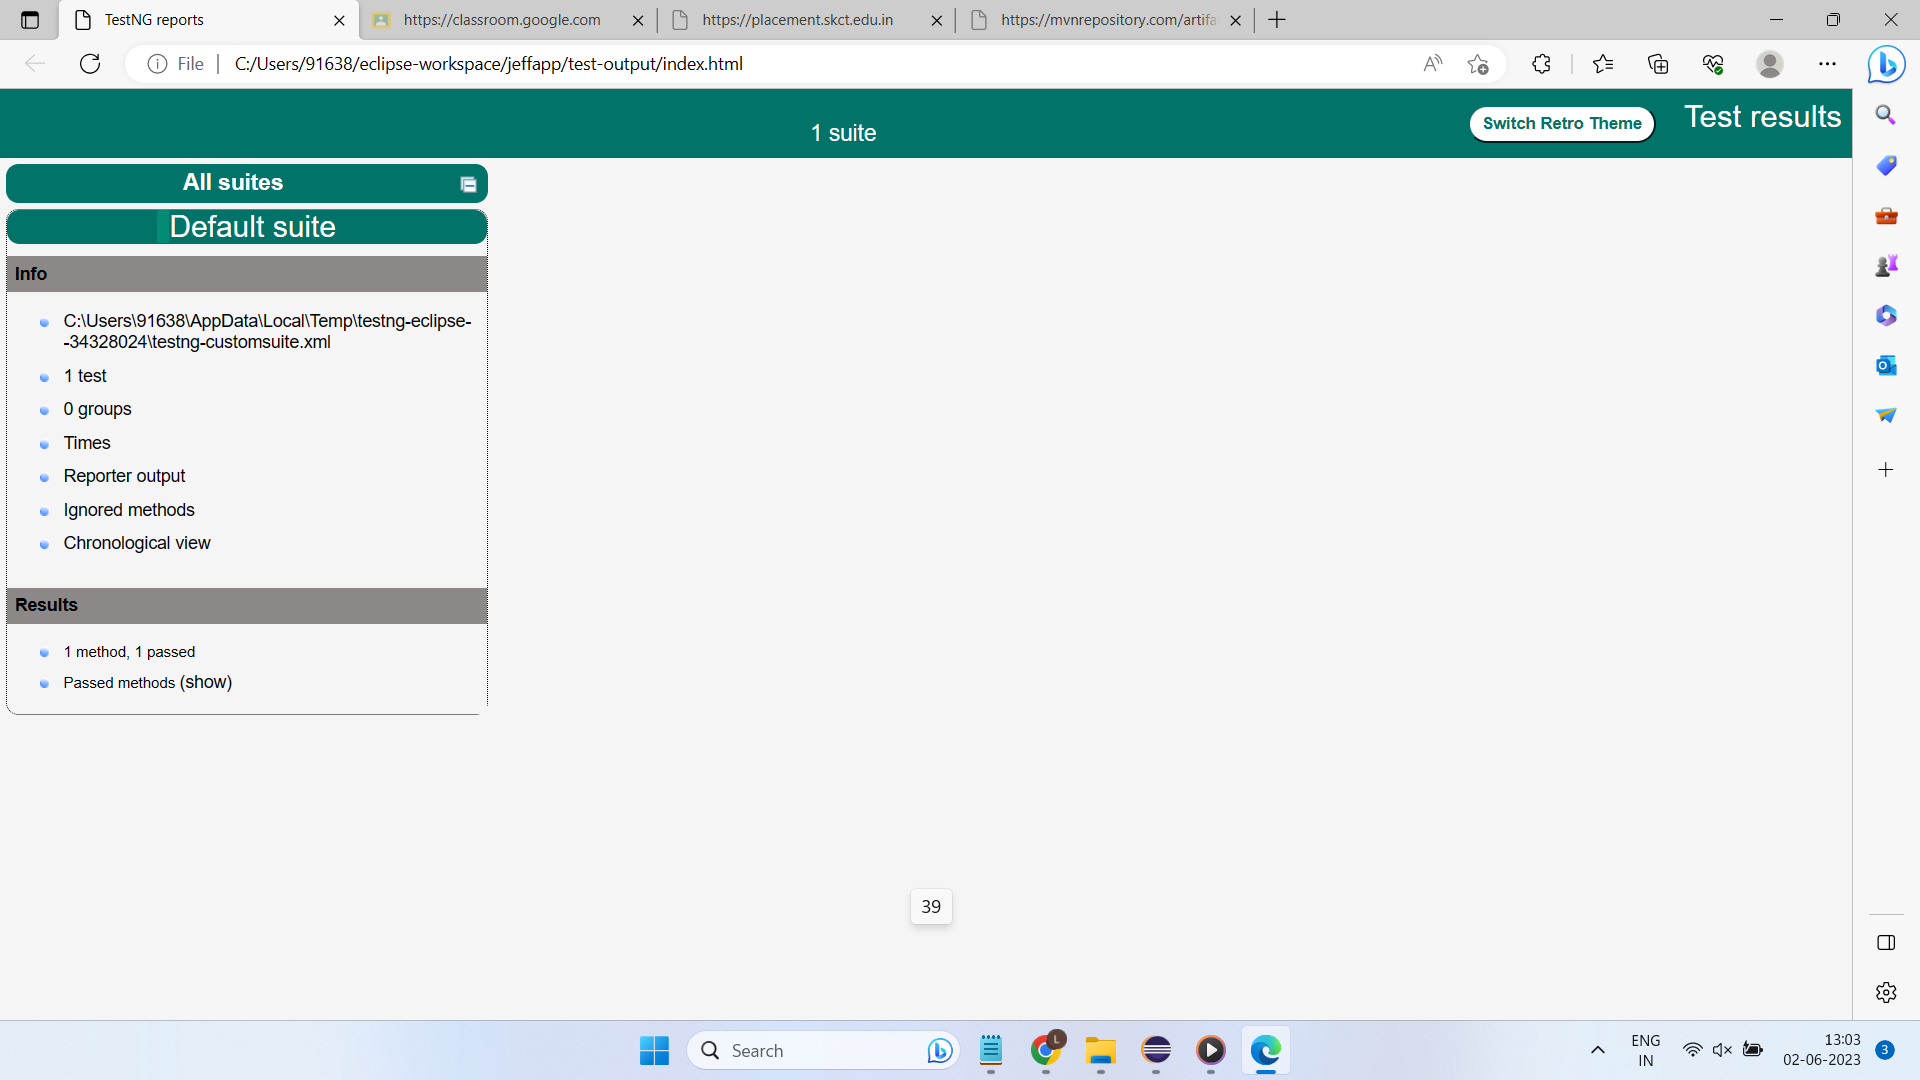 TestNG reports
https://classroom.google.com
https://placement.skct.edu.in
https://mvnrepository.com/artifa
File
C:/Users/91638/eclipse-workspace/jeffapp/test-output/index.html
1 suite
Switch Retro Theme
Test results
All suites
Default suite
Info
C:\Users\91638\AppData\Local\Temp\testng-eclipse-
-34328024\testng-customsuite.xml
1 test
0 groups
Times
Reporter output
Ignored methods
Chronological view
Results
1 method, 1 passed
Passed methods (show)
39
Search
L
ENG
IN
13:03
02-06-2023
3